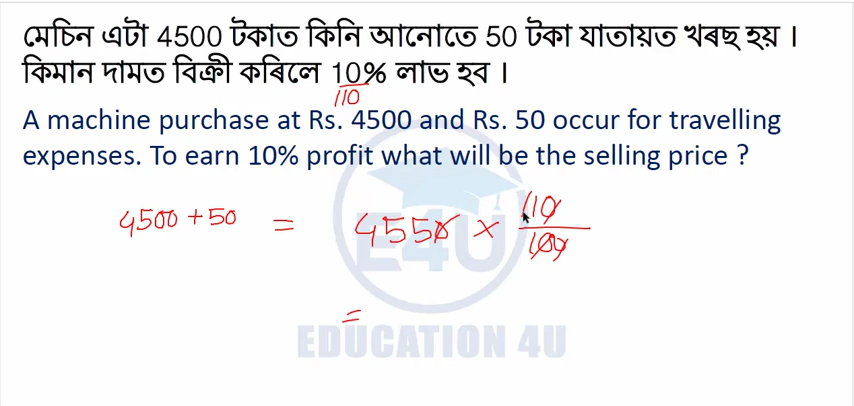 মেচিন এটা 4500 টকাত কিনি আনোতে 50 টকা যাতায়ত খৰছ হয় ।
কিমান দামত বিক্ৰী কৰিলে 10% লাভ হব ।
110
A machine purchase at Rs. 4500 and Rs. 50 occur for travelling
expenses. To earn 10% profit what will be the selling price ?
4500 + 50 = 4550 × 110/100
=
E4U
EDUCATION 4U